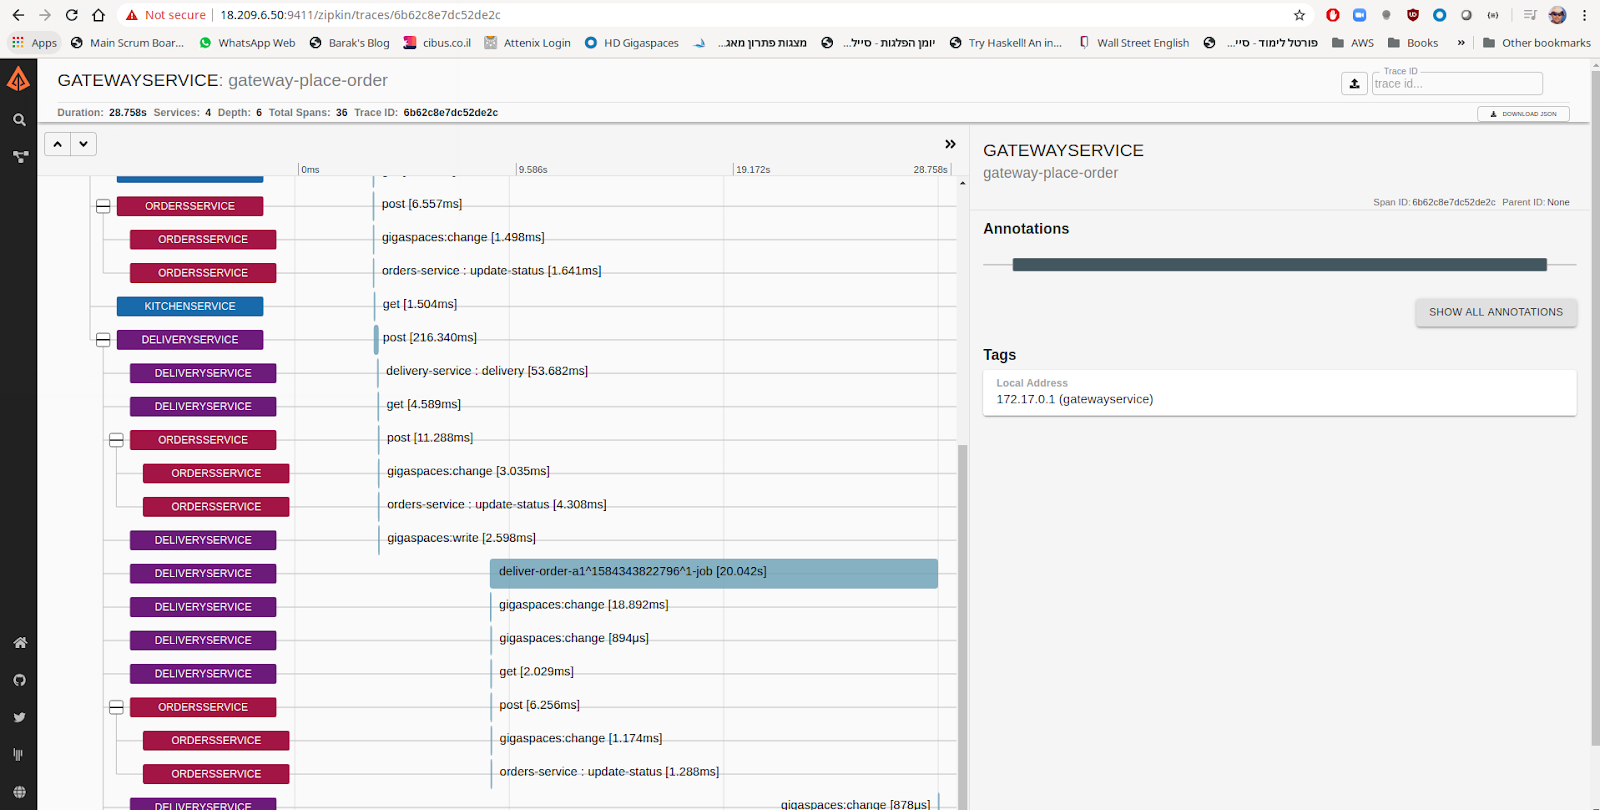 Not secure | 18.209.6.50:9411/zipkin/traces/6b62c8e7dc52de2c
Apps Main Scrum Boar... WhatsApp Web Barak's Blog cibus.co.il Attenix Login HD Gigaspaces מצגות פתרון מאג... יומן הפלגות - סייל... Try Haskell! An in... Wall Street English פורטל לימוד - סיי... AWS Books » Other bookmarks
GATEWAYSERVICE: gateway-place-order
Trace ID
trace id...
Duration: 28.758s Services: 4 Depth: 6 Total Spans: 36 Trace ID: 6b62c8e7dc52de2c
DOWNLOAD JSON
0ms 9.586s 19.172s 28.758s
ORDERSSERVICE post [6.557ms]
ORDERSSERVICE gigaspaces:change [1.498ms]
ORDERSSERVICE orders-service : update-status [1.641ms]
KITCHENSERVICE get [1.504ms]
DELIVERYSERVICE post [216.340ms]
DELIVERYSERVICE delivery-service : delivery [53.682ms]
DELIVERYSERVICE get [4.589ms]
ORDERSSERVICE post [11.288ms]
ORDERSSERVICE gigaspaces:change [3.035ms]
ORDERSSERVICE orders-service : update-status [4.308ms]
DELIVERYSERVICE gigaspaces:write [2.598ms]
DELIVERYSERVICE deliver-order-a1^1584343822796^1-job [20.042s]
DELIVERYSERVICE gigaspaces:change [18.892ms]
DELIVERYSERVICE gigaspaces:change [894μs]
DELIVERYSERVICE get [2.029ms]
ORDERSSERVICE post [6.256ms]
ORDERSSERVICE gigaspaces:change [1.174ms]
ORDERSSERVICE orders-service : update-status [1.288ms]
DELIVERYSERVICE gigaspaces:change [878μs]
GATEWAYSERVICE
gateway-place-order
Span ID: 6b62c8e7dc52de2c Parent ID: None
Annotations
SHOW ALL ANNOTATIONS
Tags
Local Address
172.17.0.1 (gatewayservice)